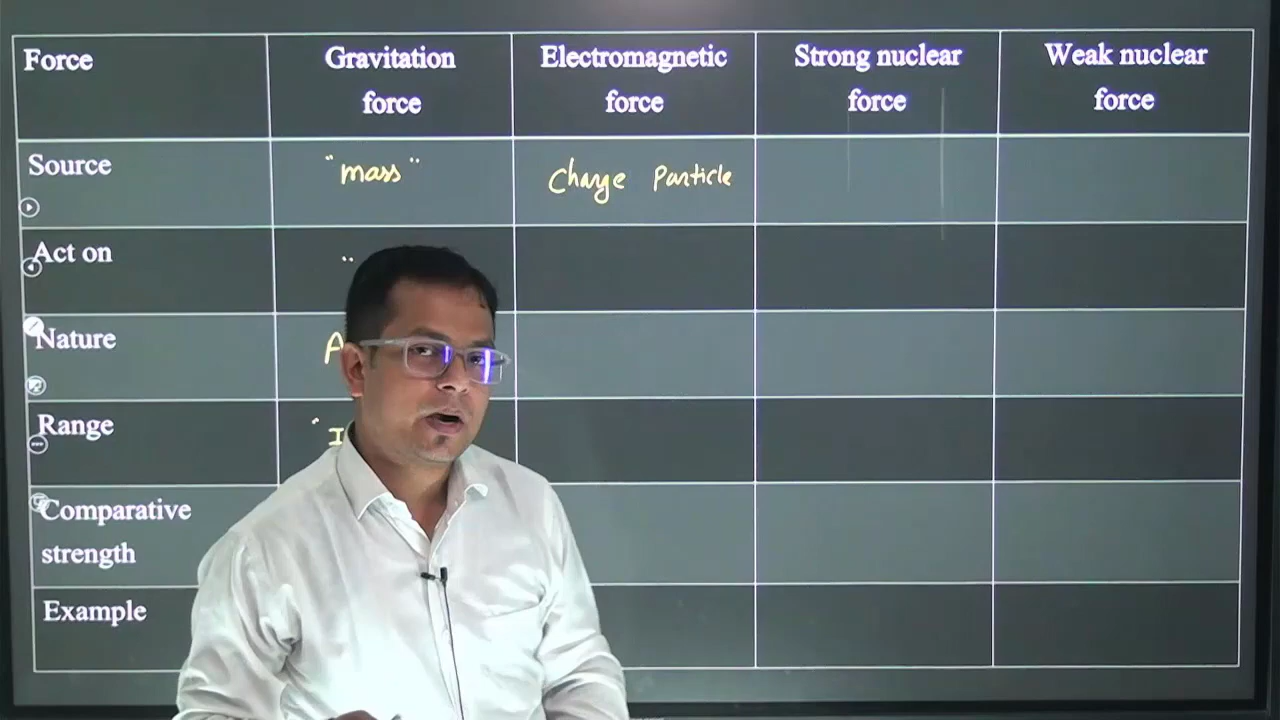 Force
Gravitation
force
Electromagnetic
force
Strong nuclear
force
Weak nuclear
force
Source
"mass"
Charge Particle
Act on
Nature
Range
Comparative
strength
Example